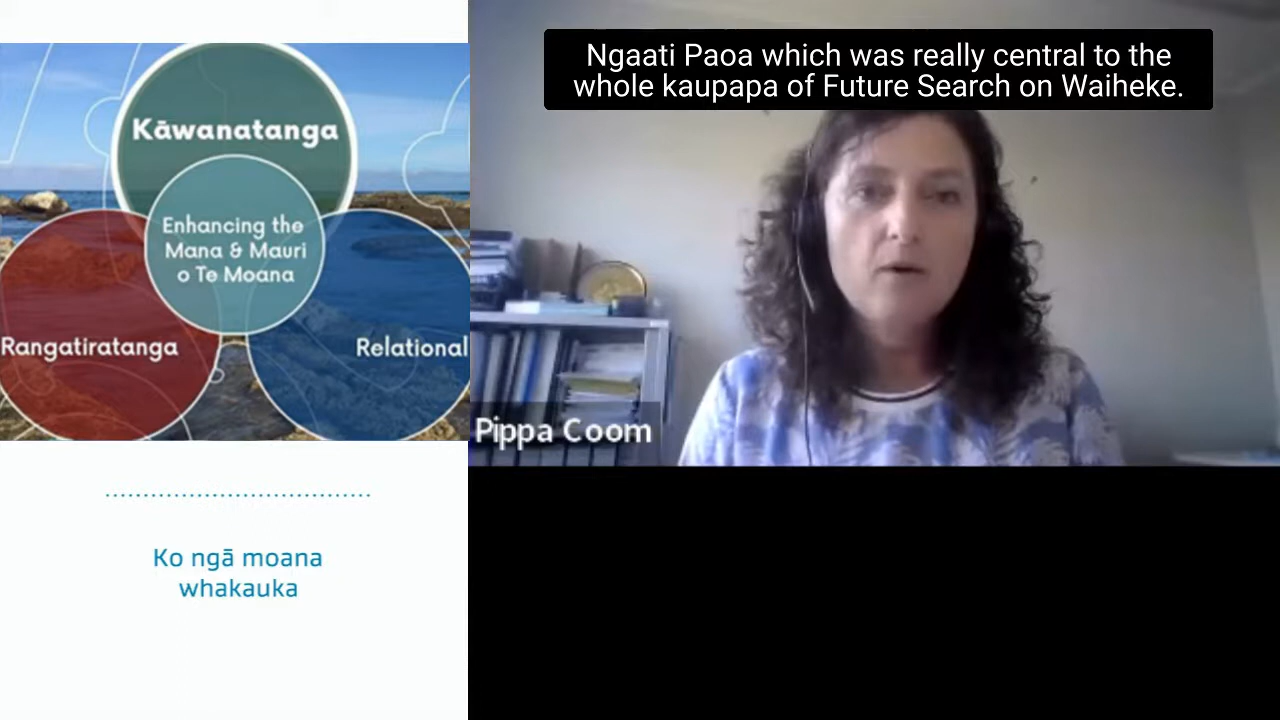 Kāwanatanga
Enhancing the
Mana & Mauri
o Te Moana
Rangatiratanga
Relational
Ko ngā moana
whakauka
Ngaati Paoa which was really central to the
whole kaupapa of Future Search on Waiheke.
Pippa Coom